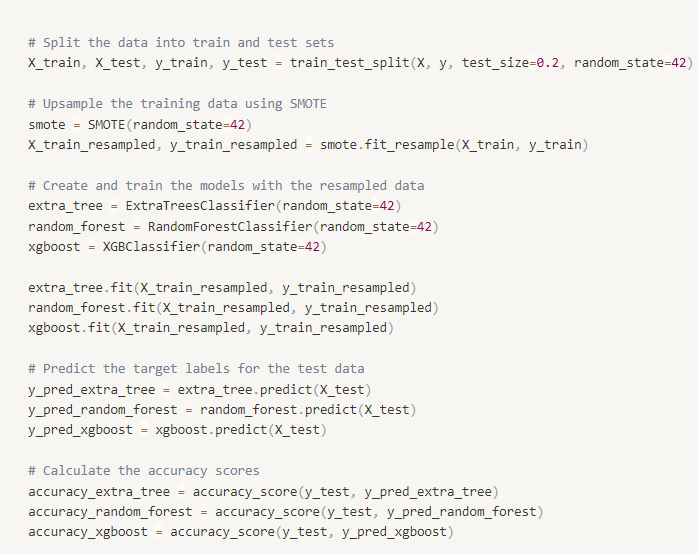 # Split the data into train and test sets
X_train, X_test, y_train, y_test = train_test_split(X, y, test_size=0.2, random_state=42)
# Upsample the training data using SMOTE
smote = SMOTE(random_state=42)
X_train_resampled, y_train_resampled = smote.fit_resample(X_train, y_train)
# Create and train the models with the resampled data
extra_tree = ExtraTreesClassifier(random_state=42)
random_forest = RandomForestClassifier(random_state=42)
xgboost = XGBClassifier(random_state=42)
extra_tree.fit(X_train_resampled, y_train_resampled)
random_forest.fit(X_train_resampled, y_train_resampled)
xgboost.fit(X_train_resampled, y_train_resampled)
# Predict the target labels for the test data
y_pred_extra_tree = extra_tree.predict(X_test)
y_pred_random_forest = random_forest.predict(X_test)
y_pred_xgboost = xgboost.predict(X_test)
# Calculate the accuracy scores
accuracy_extra_tree = accuracy_score(y_test, y_pred_extra_tree)
accuracy_random_forest = accuracy_score(y_test, y_pred_random_forest)
accuracy_xgboost = accuracy_score(y_test, y_pred_xgboost)